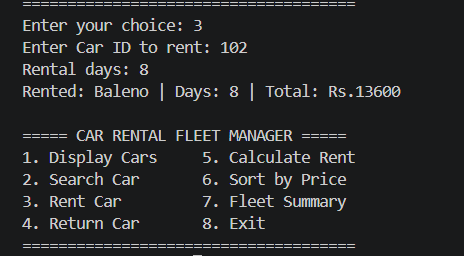 =====================================
Enter your choice: 3
Enter Car ID to rent: 102
Rental days: 8
Rented: Baleno | Days: 8 | Total: Rs.13600

===== CAR RENTAL FLEET MANAGER =====
1. Display Cars     5. Calculate Rent
2. Search Car       6. Sort by Price
3. Rent Car         7. Fleet Summary
4. Return Car       8. Exit
=====================================